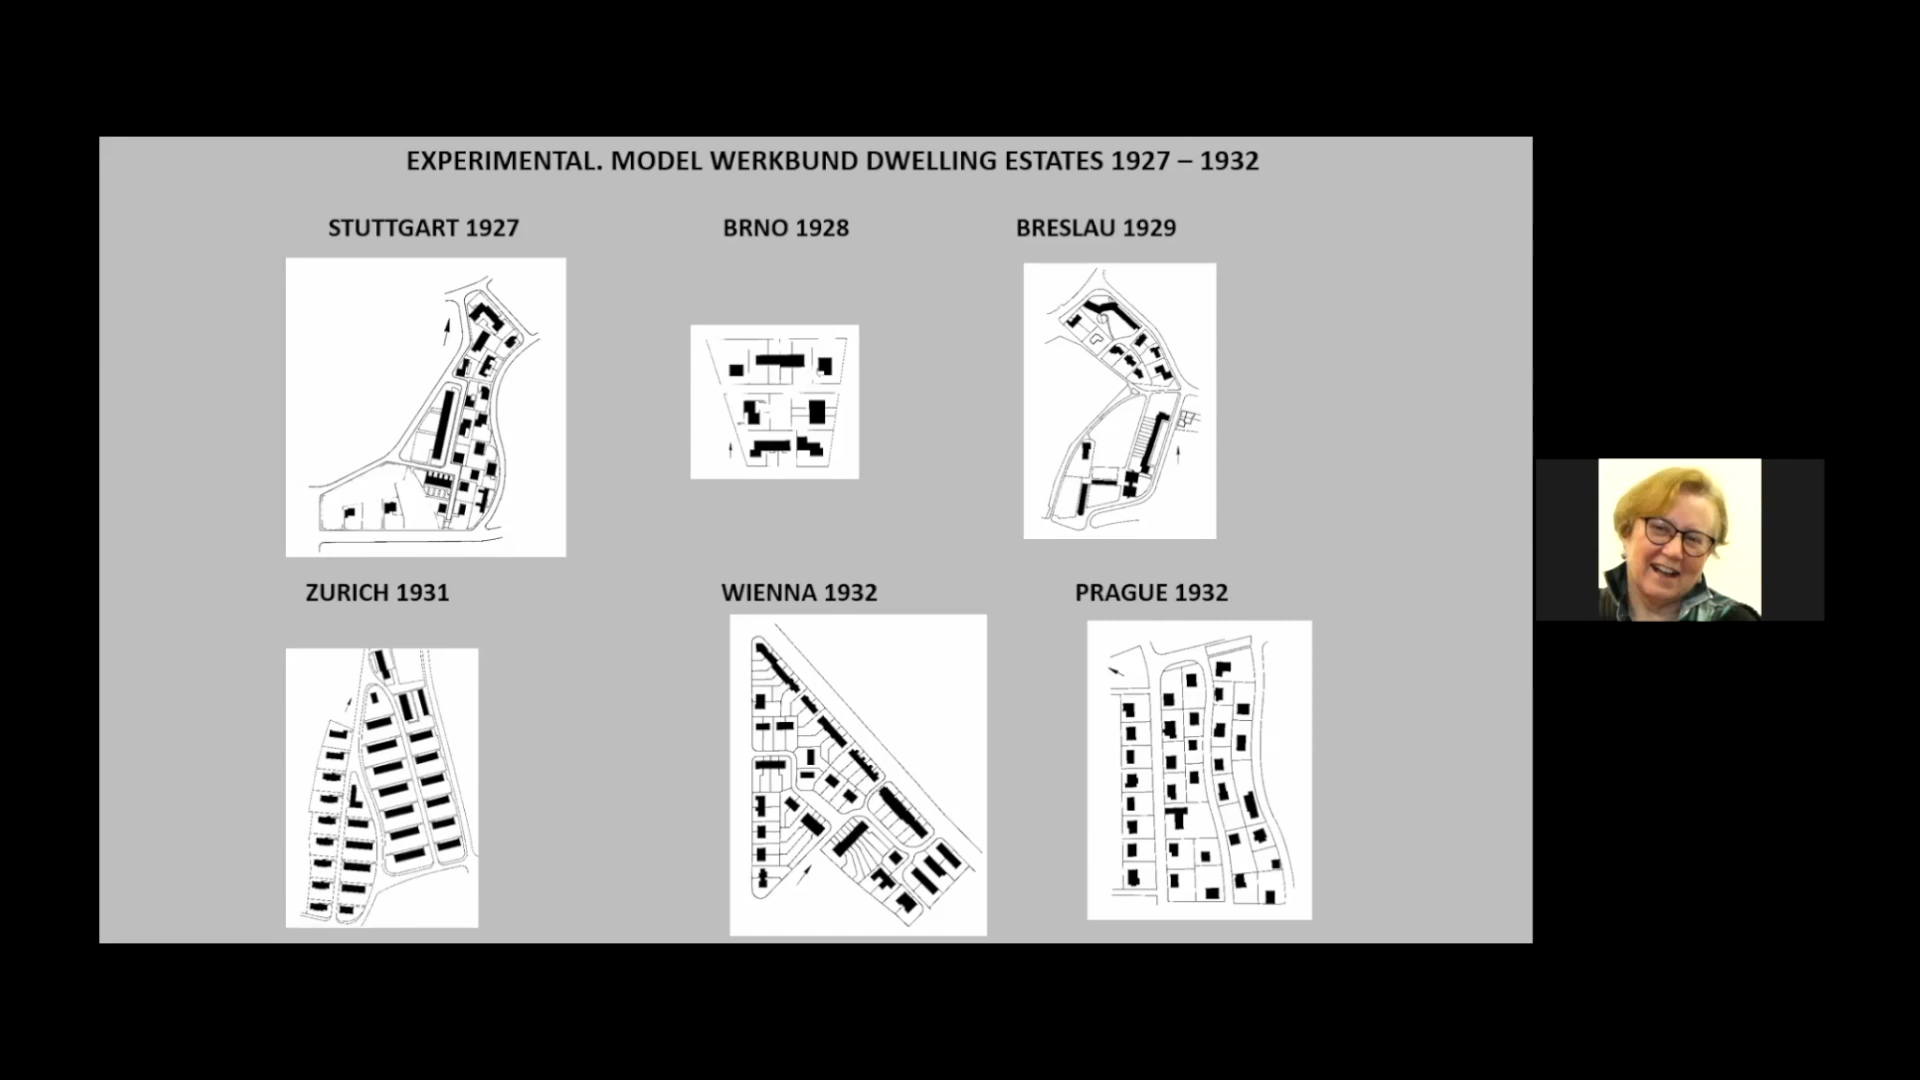 EXPERIMENTAL. MODEL WERKBUND DWELLING ESTATES 1927 – 1932
STUTTGART 1927
BRNO 1928
BRESLAU 1929
ZURICH 1931
WIENNA 1932
PRAGUE 1932